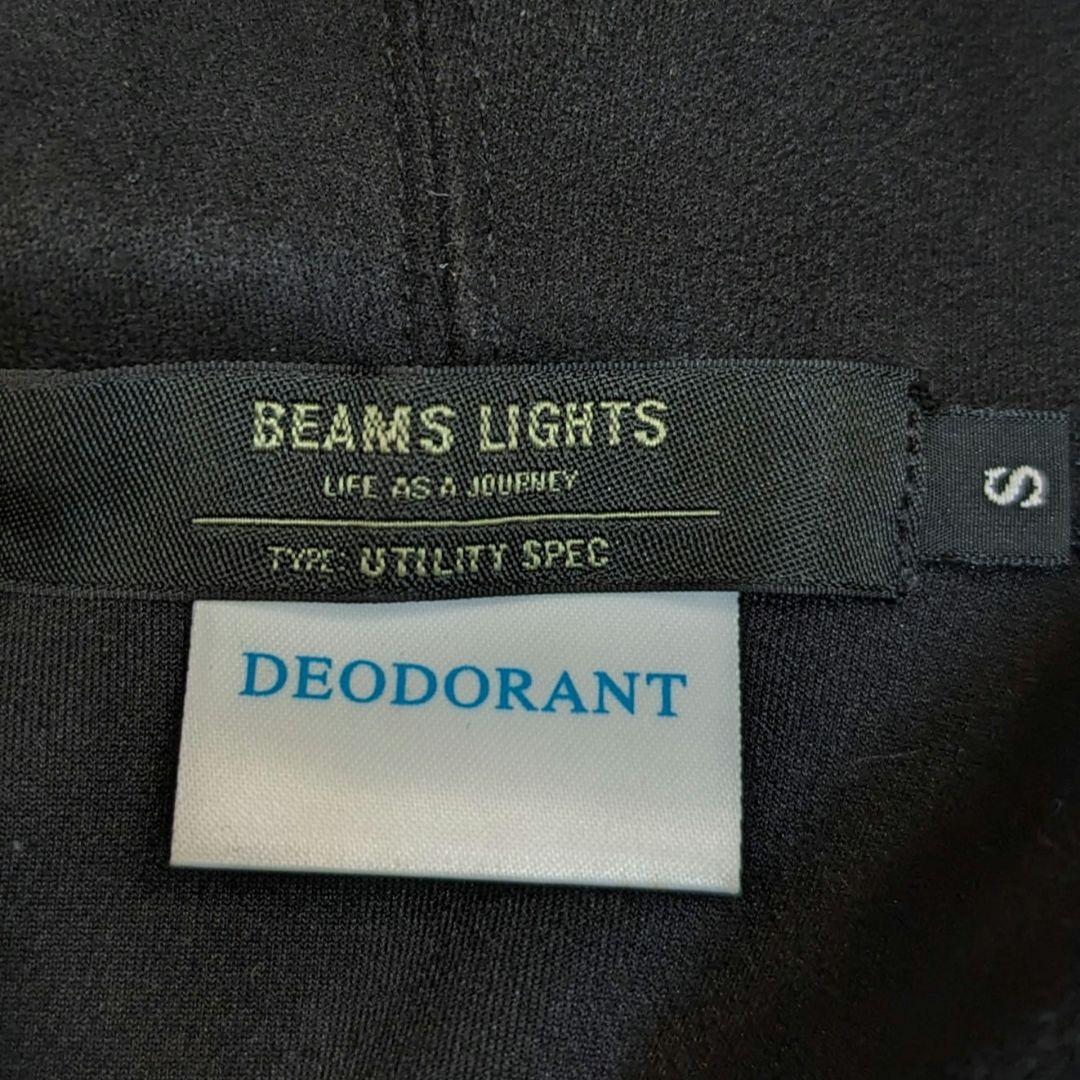 BEAMS LIGHTS
LIFE AS A JOURNEY
TYPE: UTILITY SPEC
S
DEODORANT